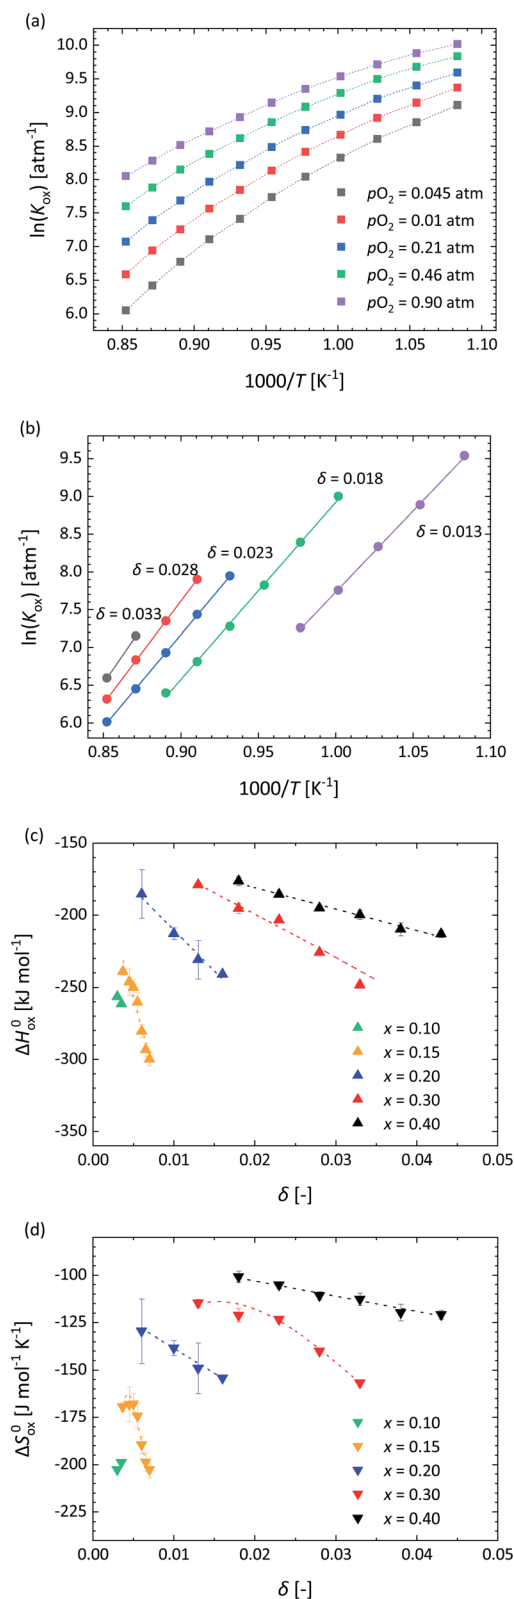 (a)
10.0
9.5
9.0
8.5
8.0
7.5
7.0
6.5
6.0
ln(Kox) [atm-1]
pO2 = 0.045 atm
pO2 = 0.01 atm
pO2 = 0.21 atm
pO2 = 0.46 atm
pO2 = 0.90 atm
0.85 0.90 0.95 1.00 1.05 1.10
1000/T [K-1]
(b)
9.5
9.0
8.5
8.0
7.5
7.0
6.5
6.0
ln(Kox) [atm-1]
δ = 0.018
δ = 0.013
δ = 0.023
δ = 0.028
δ = 0.033
0.85 0.90 0.95 1.00 1.05 1.10
1000/T [K-1]
(c)
-150
-200
-250
-300
-350
ΔH0ox [kJ mol-1]
x = 0.10
x = 0.15
x = 0.20
x = 0.30
x = 0.40
0.00 0.01 0.02 0.03 0.04 0.05
δ [-]
(d)
-100
-125
-150
-175
-200
-225
ΔS0ox [J mol-1 K-1]
x = 0.10
x = 0.15
x = 0.20
x = 0.30
x = 0.40
0.00 0.01 0.02 0.03 0.04 0.05
δ [-]